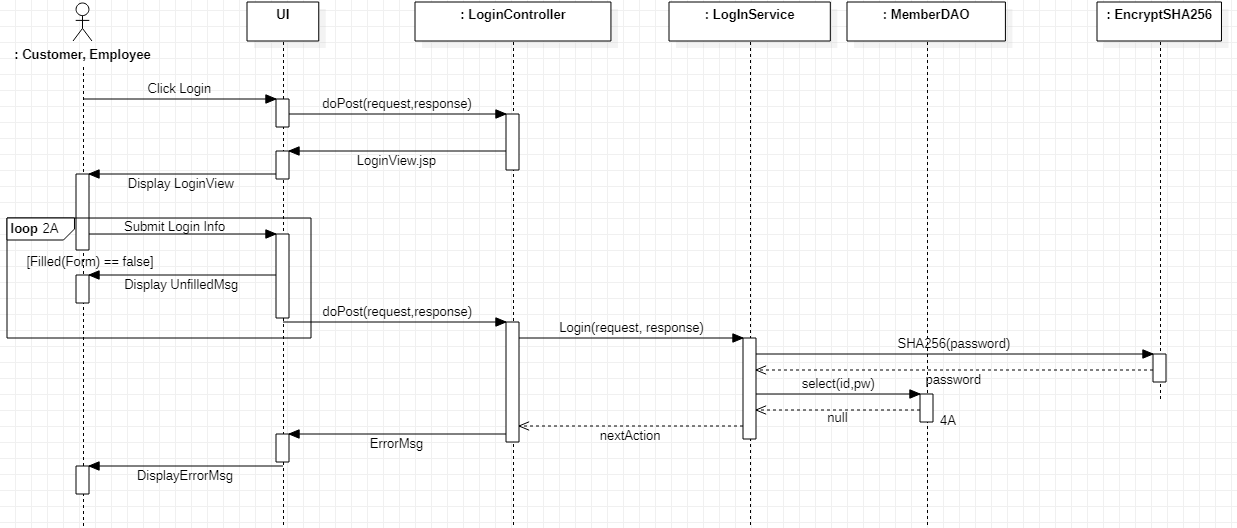 UI
: LoginController
: LogInService
: MemberDAO
: EncryptSHA256
: Customer, Employee
Click Login
doPost(request,response)
LoginView.jsp
Display LoginView
loop 2A
Submit Login Info
[Filled(Form) == false]
Display UnfilledMsg
doPost(request,response)
Login(request, response)
SHA256(password)
password
select(id,pw)
null
4A
nextAction
ErrorMsg
DisplayErrorMsg